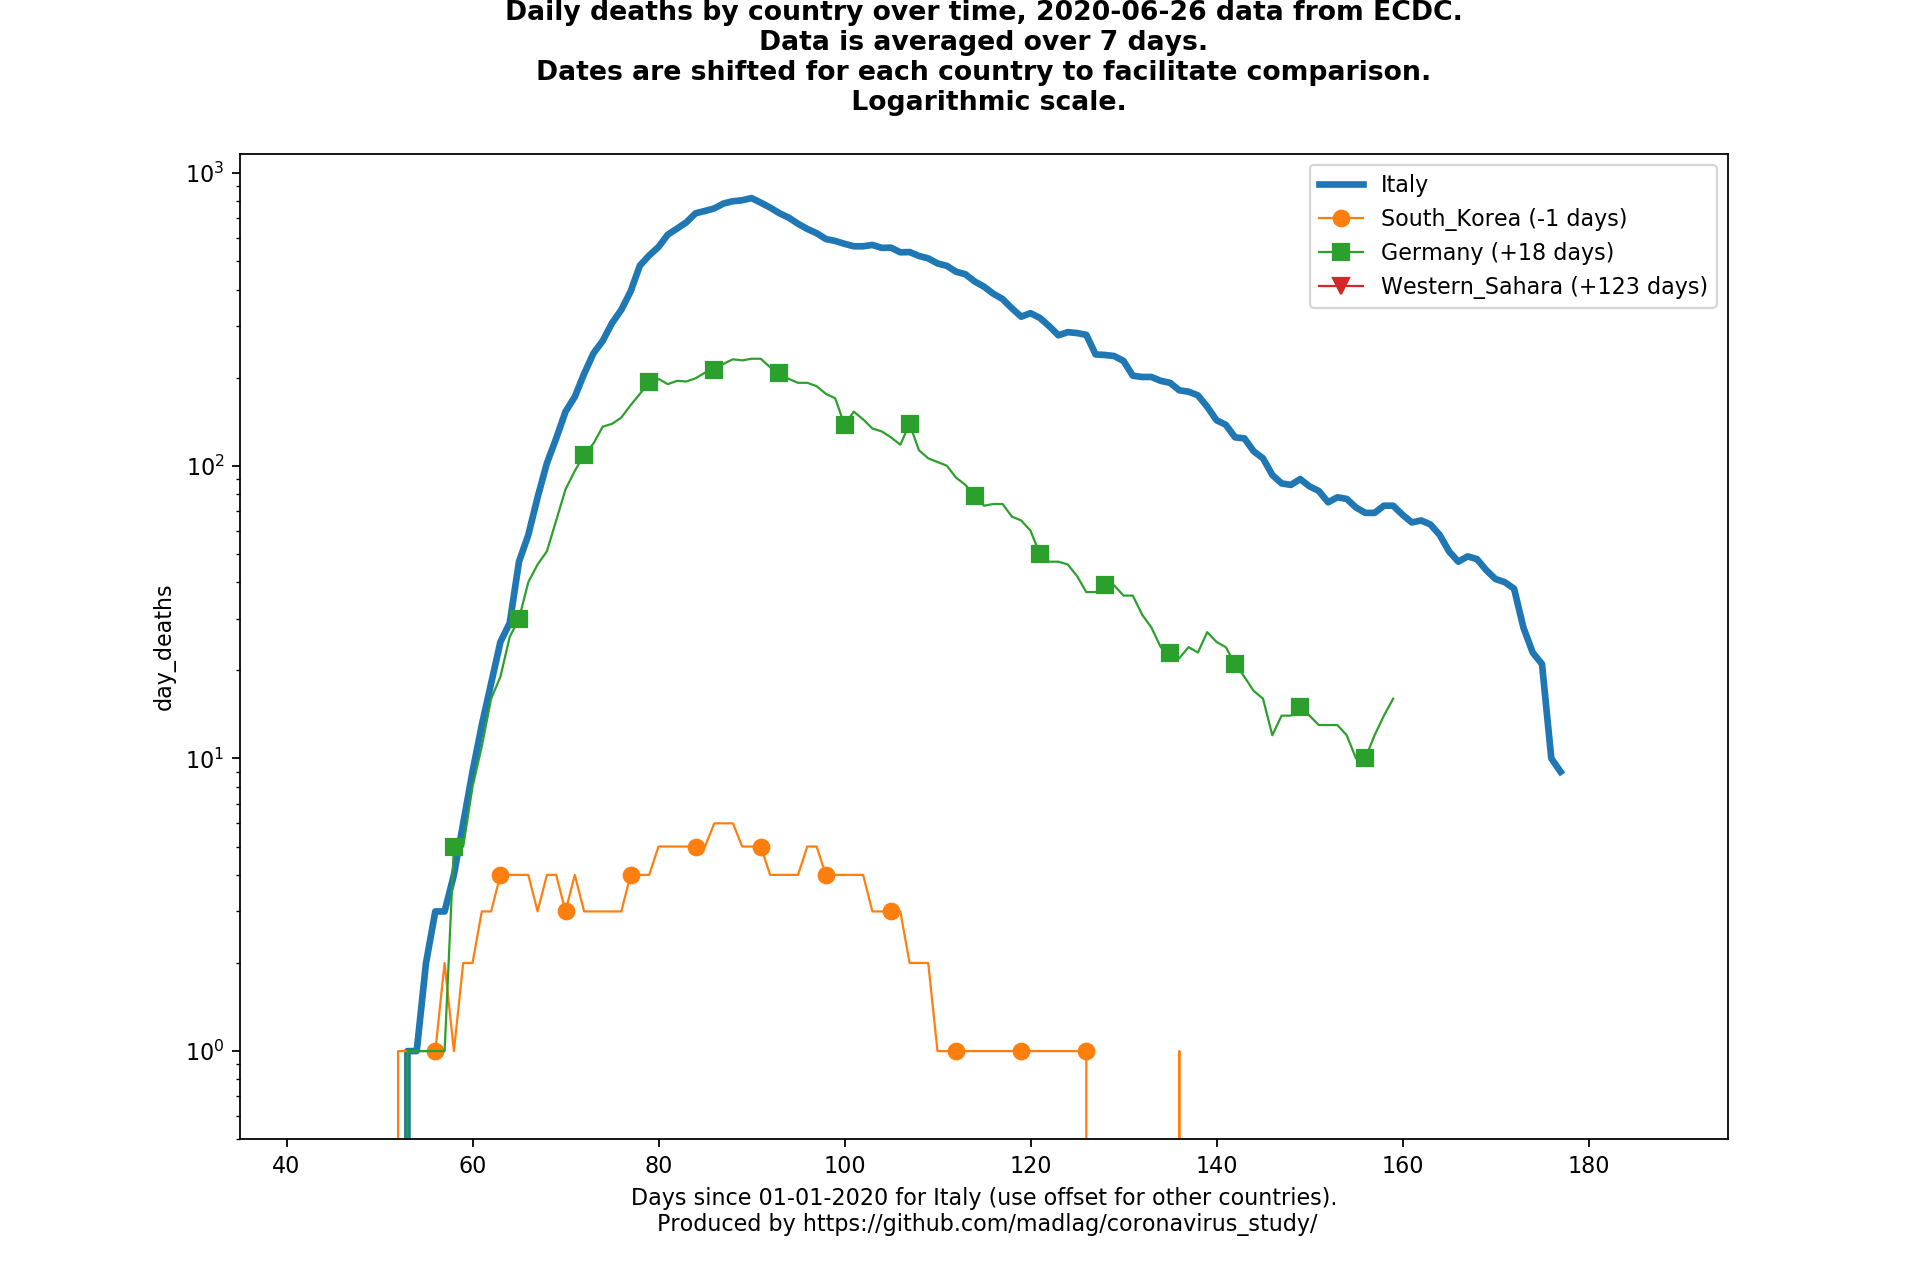 Daily deaths by country over time, 2020-06-26 data from ECDC.
Data is averaged over 7 days.
Dates are shifted for each country to facilitate comparison.
Logarithmic scale.
10³
10²
10¹
10⁰
day_deaths
Italy
South_Korea (-1 days)
Germany (+18 days)
Western_Sahara (+123 days)
40 60 80 100 120 140 160 180
Days since 01-01-2020 for Italy (use offset for other countries).
Produced by https://github.com/madlag/coronavirus_study/